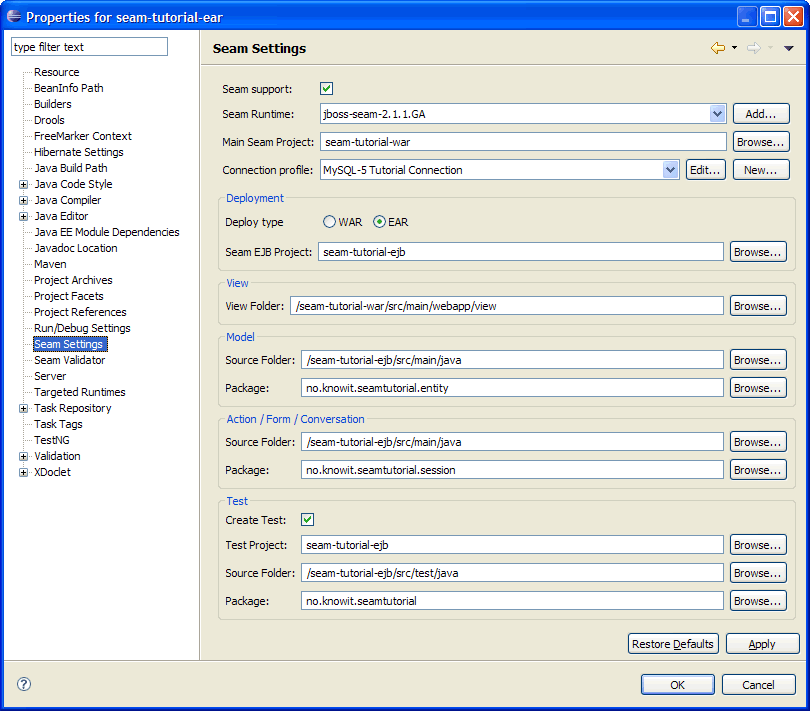 Properties for seam-tutorial-ear
type filter text
Resource
BeanInfo Path
Builders
Drools
FreeMarker Context
Hibernate Settings
Java Build Path
Java Code Style
Java Compiler
Java Editor
Java EE Module Dependencies
Javadoc Location
Maven
Project Archives
Project Facets
Project References
Run/Debug Settings
Seam Settings
Seam Validator
Server
Targeted Runtimes
Task Repository
Task Tags
TestNG
Validation
XDoclet
Seam Settings
Seam support:
Seam Runtime: jboss-seam-2.1.1.GA Add...
Main Seam Project: seam-tutorial-war Browse...
Connection profile: MySQL-5 Tutorial Connection Edit... New...
Deployment
Deploy type WAR EAR
Seam EJB Project: seam-tutorial-ejb Browse...
View
View Folder: /seam-tutorial-war/src/main/webapp/view Browse...
Model
Source Folder: /seam-tutorial-ejb/src/main/java Browse...
Package: no.knowit.seamtutorial.entity Browse...
Action / Form / Conversation
Source Folder: /seam-tutorial-ejb/src/main/java Browse...
Package: no.knowit.seamtutorial.session Browse...
Test
Create Test:
Test Project: seam-tutorial-ejb Browse...
Source Folder: /seam-tutorial-ejb/src/test/java Browse...
Package: no.knowit.seamtutorial Browse...
Restore Defaults Apply
? OK Cancel